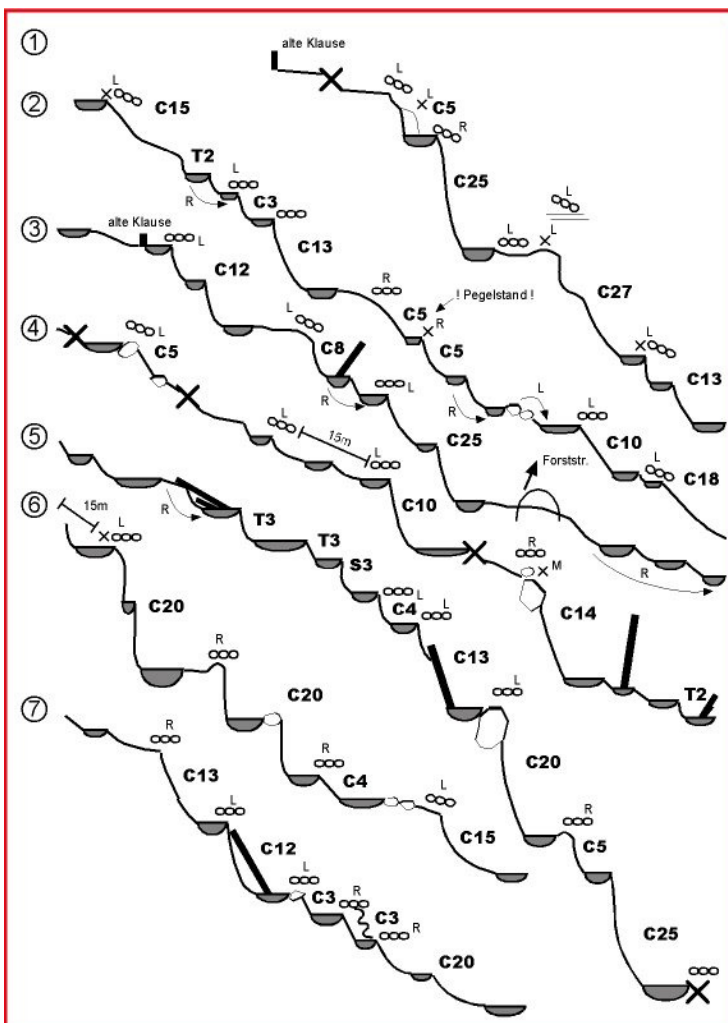 ①
alte Klause
L
L
C5
R
②
L
C15
C25
T2
L
R
C3
L
L
C27
③
alte Klause
L
C12
C13
R
! Pegelstand !
C5
R
C5
L
C13
④
L
C5
L
C8
R
L
R
L
L
C10
L
C18
L
15m
L
C25
Forststr.
⑤
R
C10
R
⑥
15m
L
T3
T3
S3
L
C4
L
R
M
C14
T2
C20
R
C13
L
C20
⑦
R
C13
C20
R
C4
L
C15
L
C12
L
C3
R
C3
R
C20
R
C5
C25